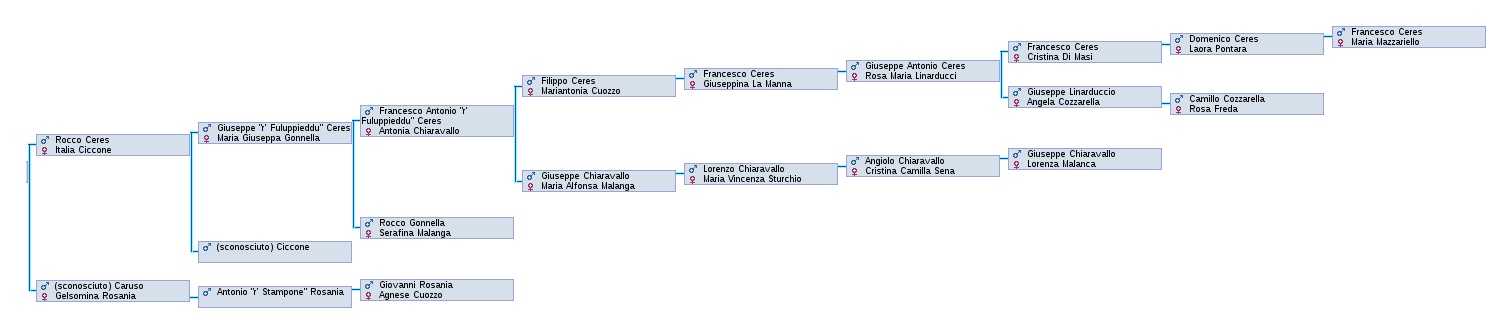 Rocco Ceres
Italia Ciccone
(sconosciuto) Caruso
Gelsomina Rosania
Giuseppe "r' Fuluppieddu" Ceres
Maria Giuseppa Gonnella
(sconosciuto) Ciccone
Antonio "r' Stampone" Rosania
Francesco Antonio "r'
Fuluppieddu" Ceres
Antonia Chiaravallo
Rocco Gonnella
Serafina Malanga
Giovanni Rosania
Agnese Cuozzo
Filippo Ceres
Mariantonia Cuozzo
Giuseppe Chiaravallo
Maria Alfonsa Malanga
Francesco Ceres
Giuseppina La Manna
Lorenzo Chiaravallo
Maria Vincenza Sturchio
Giuseppe Antonio Ceres
Rosa Maria Linarducci
Angiolo Chiaravallo
Cristina Camilla Sena
Francesco Ceres
Cristina Di Masi
Giuseppe Linarduccio
Angela Cozzarella
Giuseppe Chiaravallo
Lorenza Malanca
Domenico Ceres
Laora Pontara
Camillo Cozzarella
Rosa Freda
Francesco Ceres
Maria Mazzariello